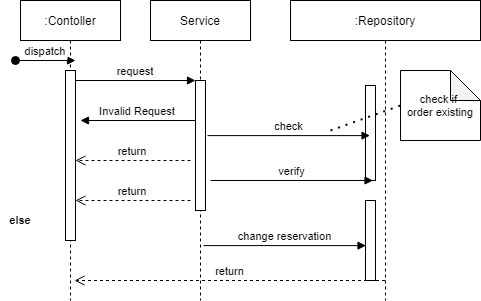 :Contoller
Service
:Repository
dispatch
request
check if
order existing
Invalid Request
check
return
verify
return
else
change reservation
return